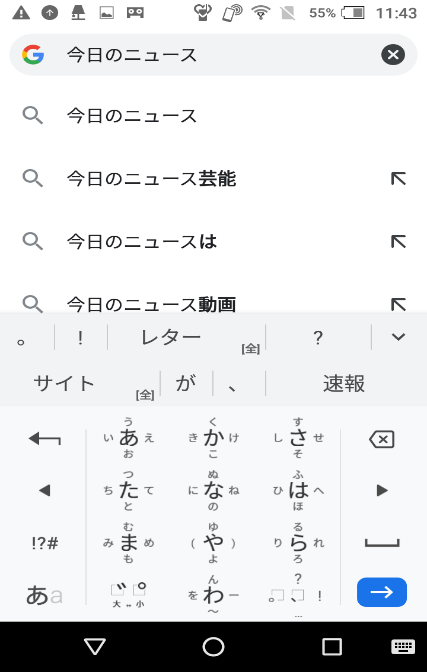 55% 11:43
今日のニュース
今日のニュース
今日のニュース芸能
今日のニュースは
今日のニュース動画
。 ! レター [全] ?
サイト [全] が 、 速報
う く す
い あ え き か け し さ せ
お こ そ
つ ぬ ふ
ち た て に な ね ひ は へ
と の ほ
む ゆ る
!?# み ま め ( や ) り ら れ
も よ ろ
ん ?
あa ゛ ゜ を わ ー 。 、 !
大 ↔ 小 〜 …